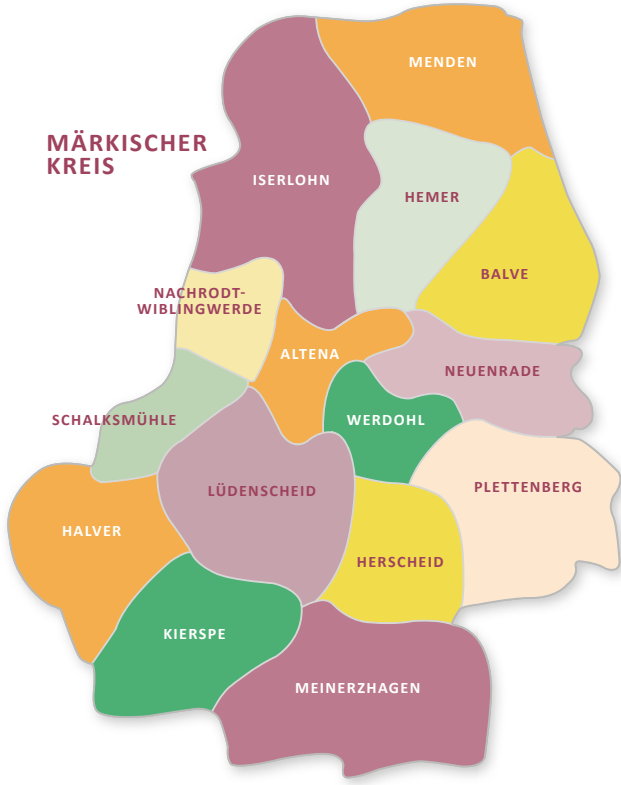 MENDEN
MÄRKISCHER
KREIS
ISERLOHN
HEMER
BALVE
NACHRODT-
WIBLINGWERDE
ALTENA
NEUENRADE
SCHALKSMÜHLE
WERDOHL
LÜDENSCHEID
PLETTENBERG
HALVER
HERSCHEID
KIERSPE
MEINERZHAGEN